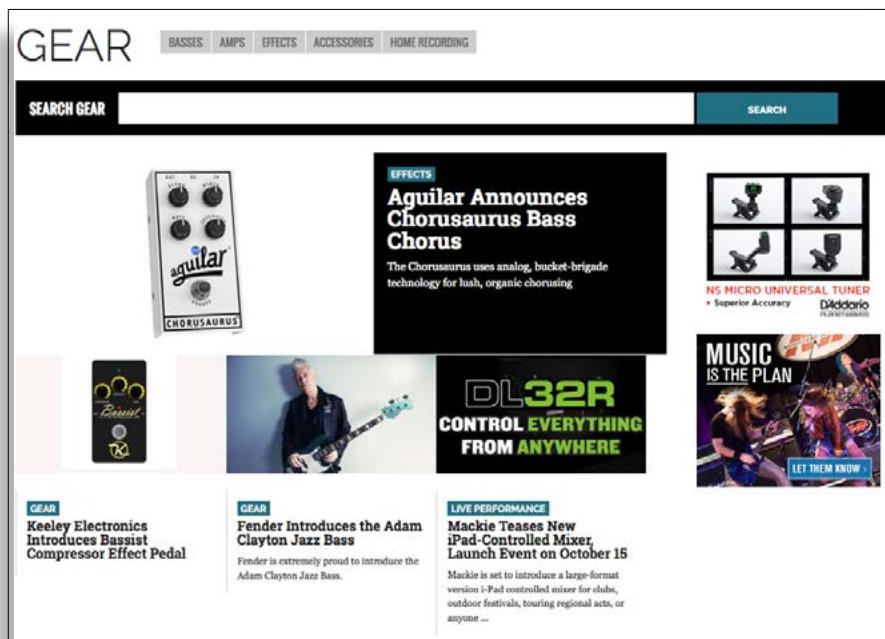 GEAR
BASSES AMPS EFFECTS ACCESSORIES HOME RECORDING
SEARCH GEAR
SEARCH
aguilar
CHORUSAURUS
EFFECTS
Aguilar Announces
Chorusaurus Bass
Chorus
The Chorusaurus uses analog, bucket-brigade
technology for lush, organic chorusing
NS MICRO UNIVERSAL TUNER
• Superior Accuracy
D'Addario
PLANET WAVES
Bassist
K
DL32R
CONTROL EVERYTHING
FROM ANYWHERE
MUSIC
IS THE PLAN
LET THEM KNOW >
GEAR
Keeley Electronics
Introduces Bassist
Compressor Effect Pedal
GEAR
Fender Introduces the Adam
Clayton Jazz Bass
Fender is extremely proud to introduce the
Adam Clayton Jazz Bass.
LIVE PERFORMANCE
Mackie Teases New
iPad-Controlled Mixer,
Launch Event on October 15
Mackie is set to introduce a large-format
version i-Pad controlled mixer for clubs,
outdoor festivals, touring regional acts, or
anyone ...